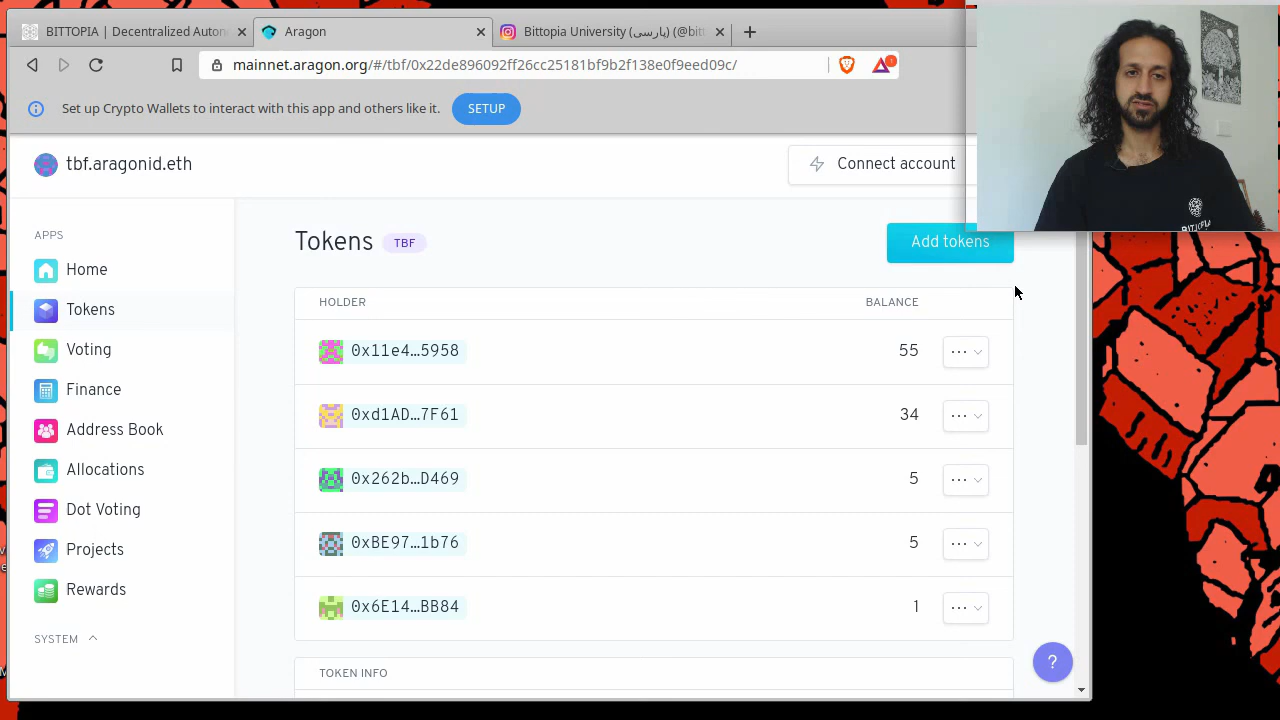 BITTOPIA | Decentralized Auton
Aragon
Bittopia University (پارسی) (@bitt
mainnet.aragon.org/#/tbf/0x22de896092ff26cc25181bf9b2f138e0f9eed09c/
1
Set up Crypto Wallets to interact with this app and others like it.
SETUP
tbf.aragonid.eth
Connect account
APPS
Home
Tokens
Voting
Finance
Address Book
Allocations
Dot Voting
Projects
Rewards
SYSTEM
Tokens TBF
Add tokens
HOLDER BALANCE
0x11e4…5958 55
0xd1AD…7F61 34
0x262b…D469 5
0xBE97…1b76 5
0x6E14…BB84 1
TOKEN INFO
?